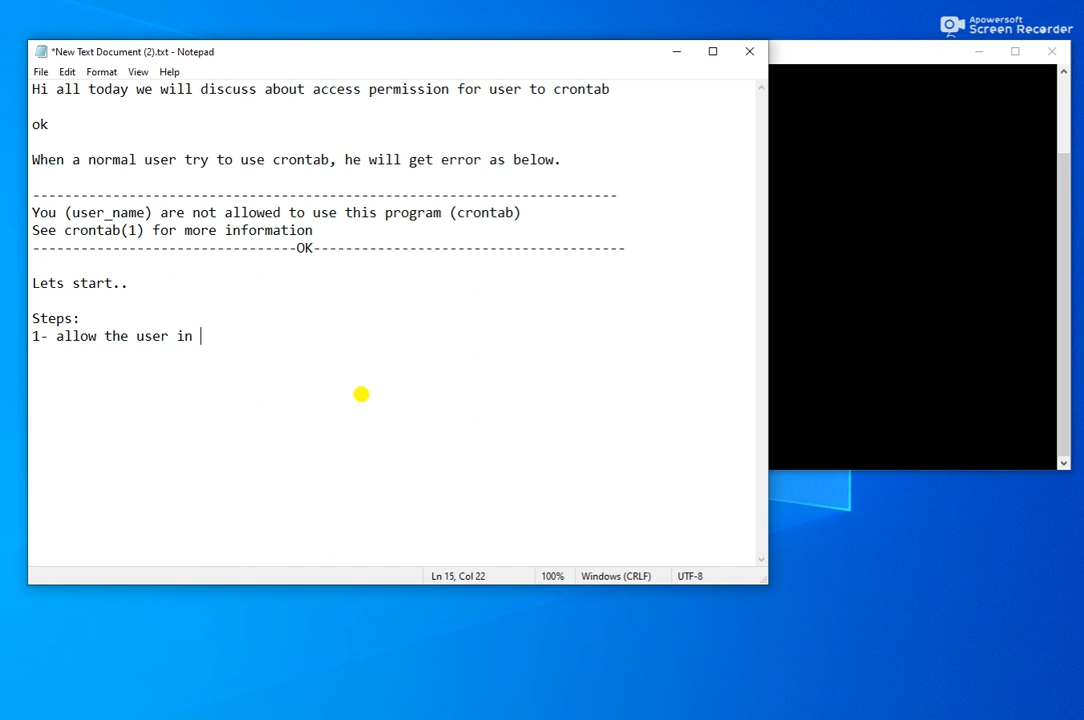 Apowersoft
Screen Recorder
*New Text Document (2).txt - Notepad
File Edit Format View Help
Hi all today we will discuss about access permission for user to crontab
ok
When a normal user try to use crontab, he will get error as below.
-------------------------------------------------------------------------
You (user_name) are not allowed to use this program (crontab)
See crontab(1) for more information
---------------------------------OK---------------------------------------
Lets start..
Steps:
1- allow the user in
Ln 15, Col 22 100% Windows (CRLF) UTF-8